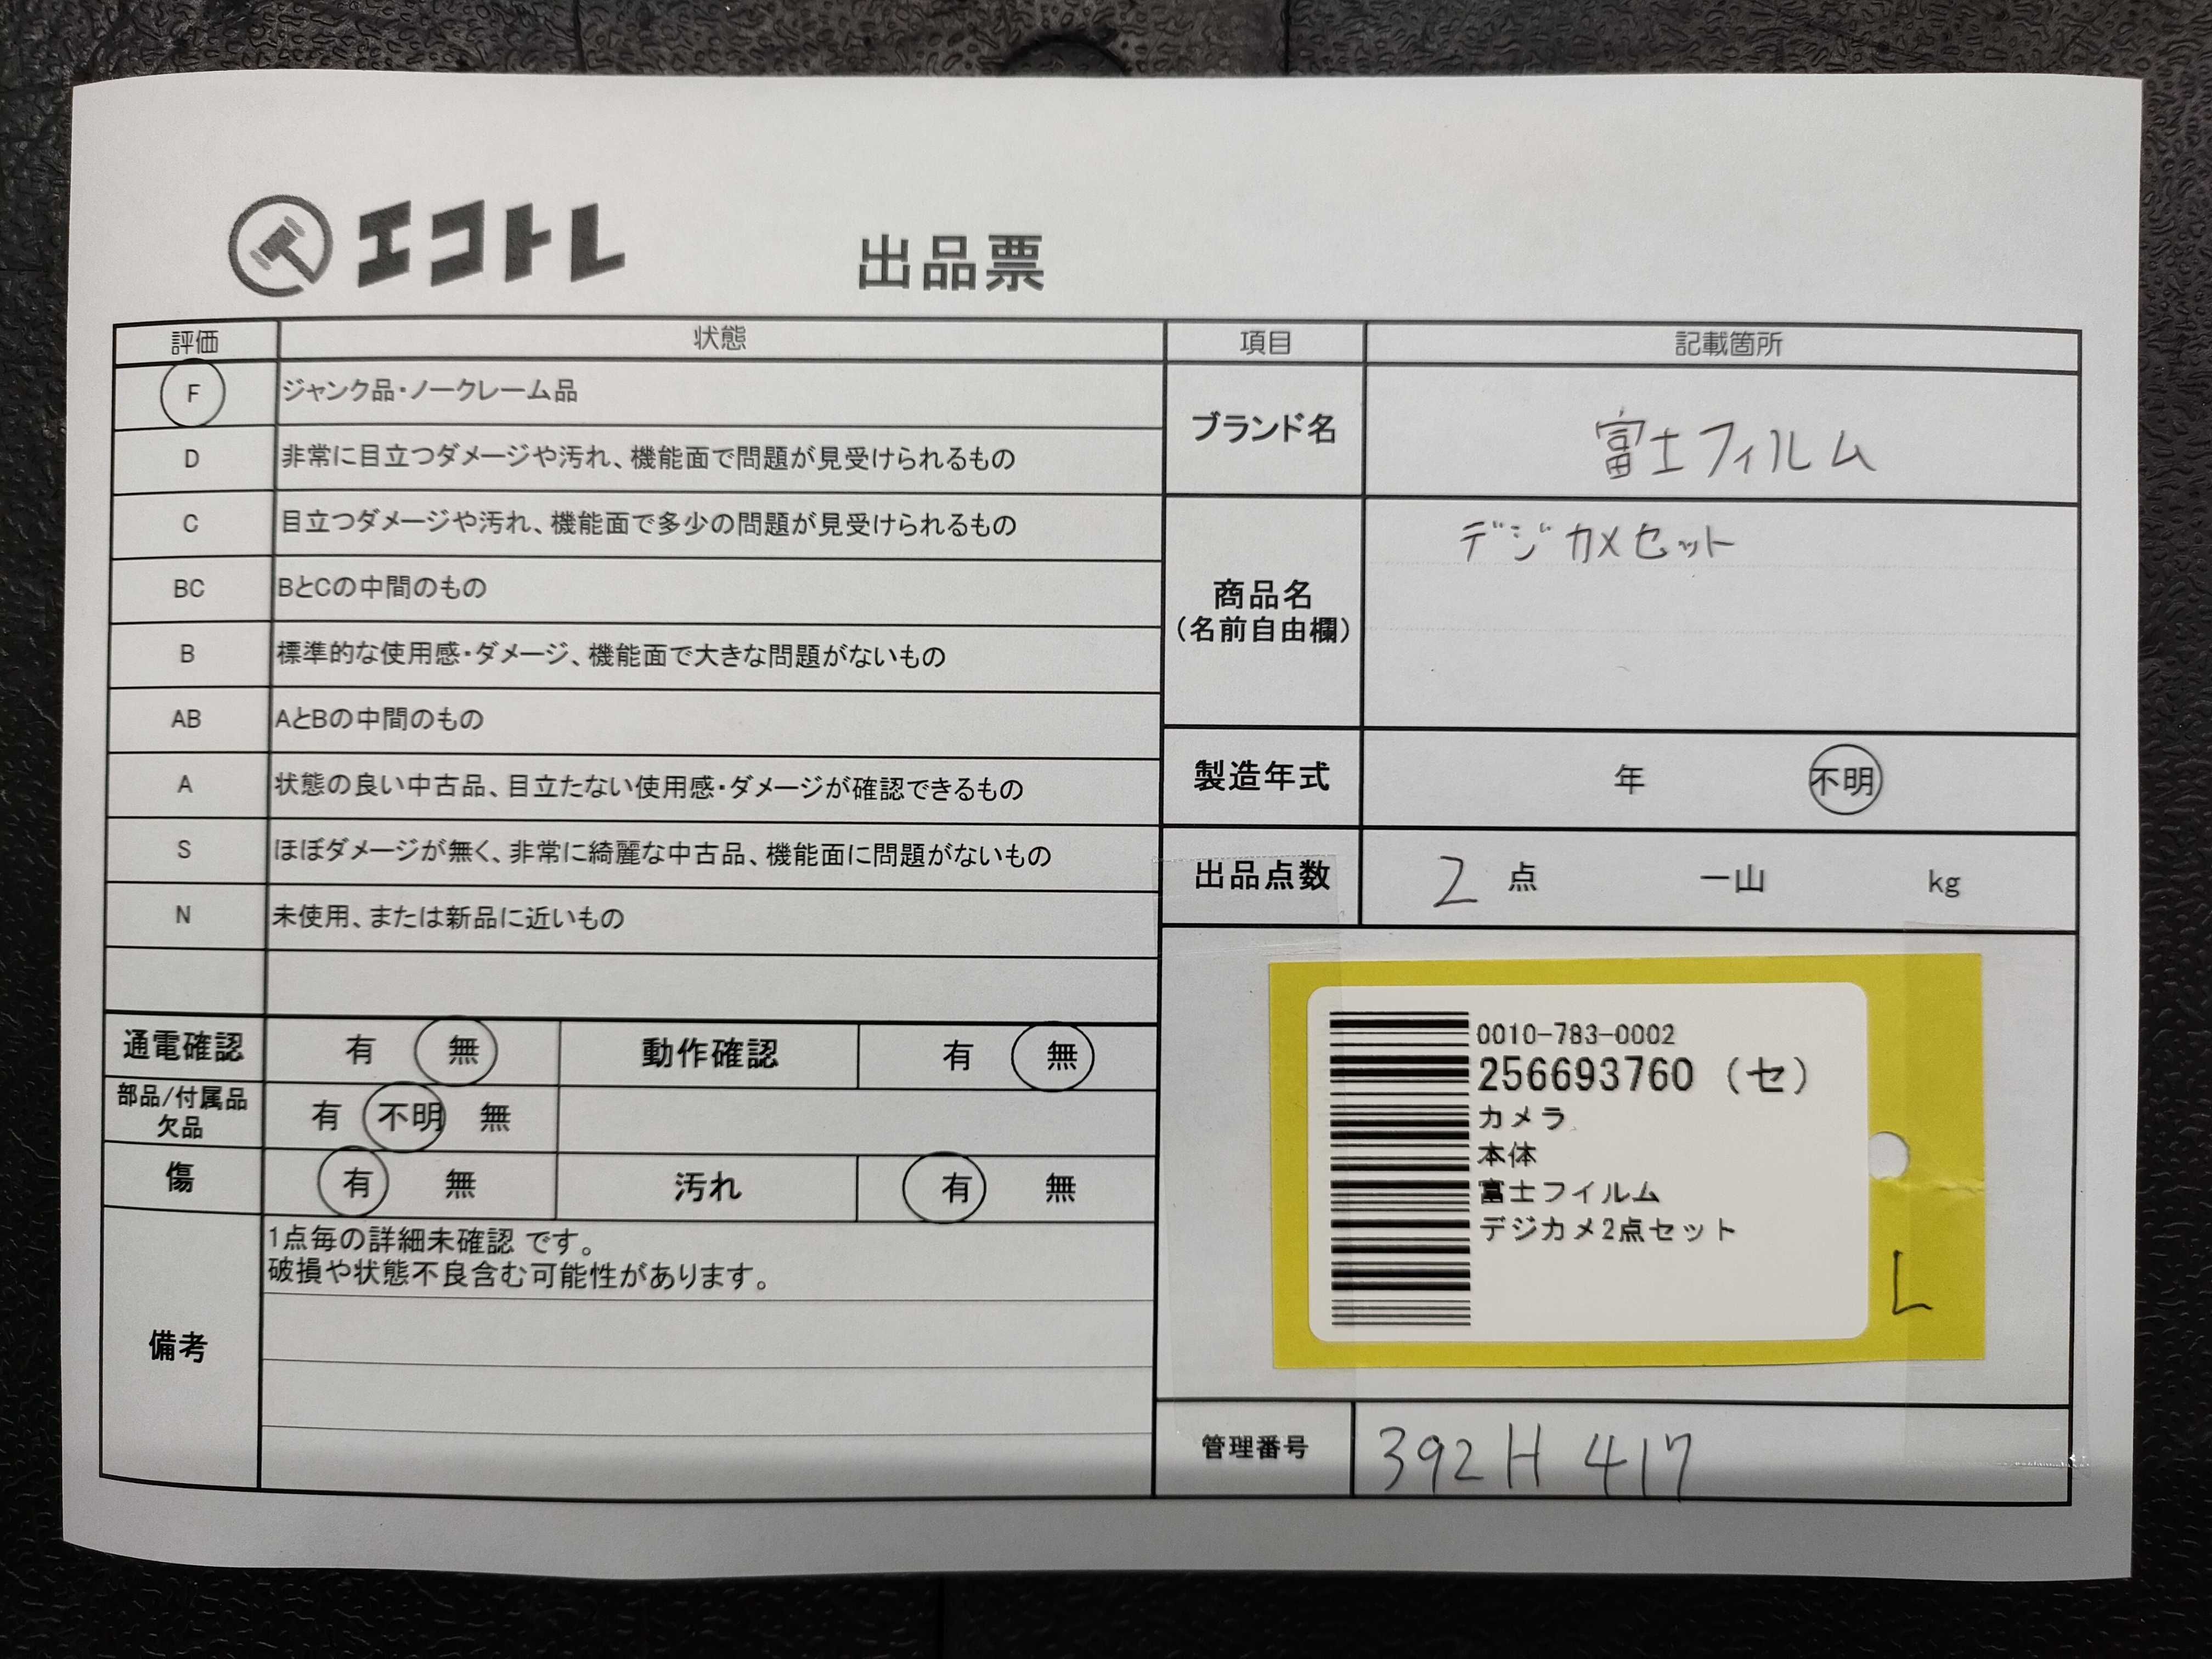 エコトレ
出品票
評価 状態
F ジャンク品・ノークレーム品
D 非常に目立つダメージや汚れ、機能面で問題が見受けられるもの
C 目立つダメージや汚れ、機能面で多少の問題が見受けられるもの
BC BとCの中間のもの
B 標準的な使用感・ダメージ、機能面で大きな問題がないもの
AB AとBの中間のもの
A 状態の良い中古品、目立たない使用感・ダメージが確認できるもの
S ほぼダメージが無く、非常に綺麗な中古品、機能面に問題がないもの
N 未使用、または新品に近いもの
通電確認 有 無 動作確認 有 無
部品/付属品
欠品 有 不明 無
傷 有 無 汚れ 有 無
備考
1点毎の詳細未確認 です。
破損や状態不良含む可能性があります。
項目 記載箇所
ブランド名 富士フィルム
商品名
(名前自由欄)
デジカメセット
製造年式 年 不明
出品点数 2 点 一山 kg
0010-783-0002
256693760 (セ)
カメラ
本体
富士フイルム
デジカメ2点セット
L
管理番号 392H 417